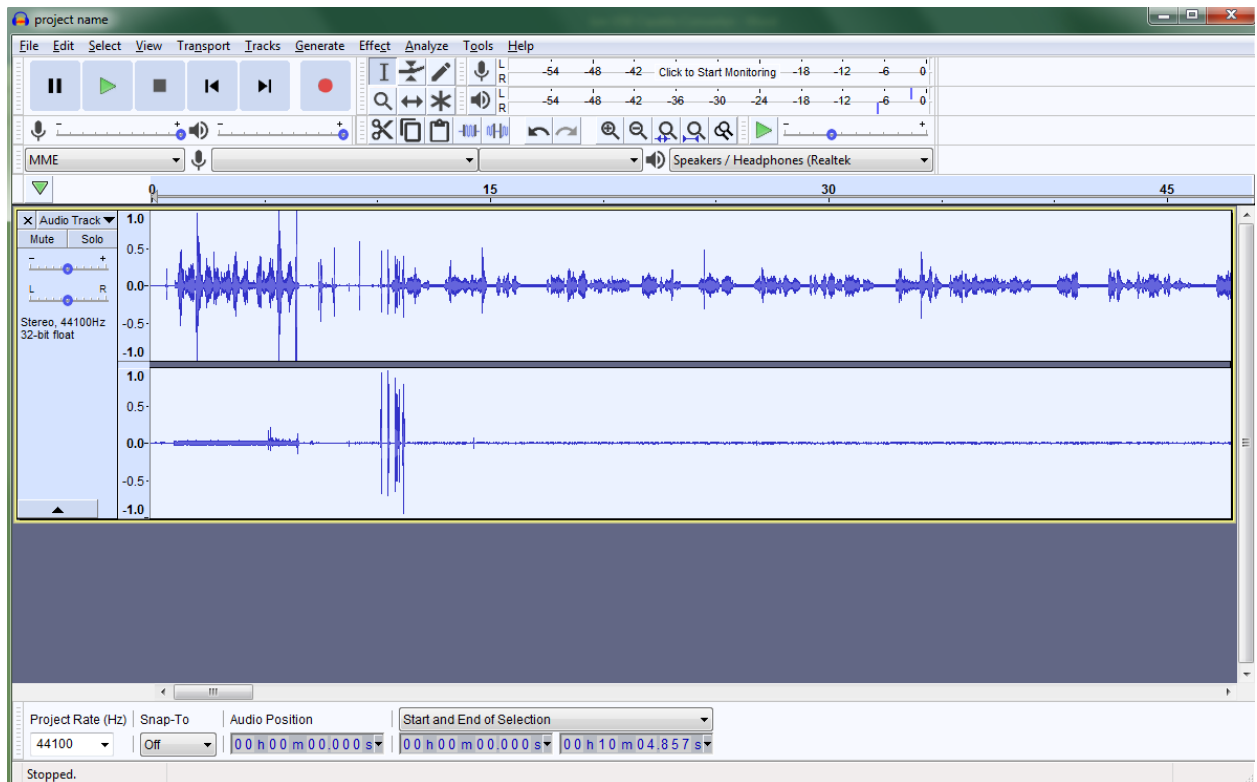 project name
File Edit Select View Transport Tracks Generate Effect Analyze Tools Help
L
R
-54 -48 -42 Click to Start Monitoring -18 -12 -6 0
L
R
-54 -48 -42 -36 -30 -24 -18 -12 -6 0
- + - + - +
MME Speakers / Headphones (Realtek
0 15 30 45
X Audio Track 1.0
Mute Solo
- + 0.5
L R 0.0
Stereo, 44100Hz -0.5
32-bit float
-1.0
1.0
0.5
0.0
-0.5
-1.0
Project Rate (Hz) Snap-To Audio Position Start and End of Selection
44100 Off 00 h 00 m 00.000 s 00 h 00 m 00.000 s 00 h 10 m 04.857 s
Stopped.